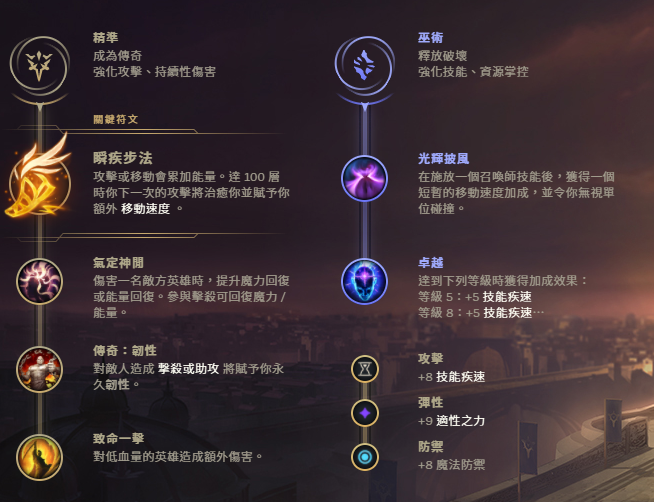 精準
成為傳奇
強化攻擊、持續性傷害
關鍵符文
瞬疾步法
攻擊或移動會累加能量。達 100 層
時你下一次的攻擊將治癒你並賦予你
額外 移動速度 。
氣定神閒
傷害一名敵方英雄時，提升魔力回復
或能量回復。參與擊殺可回復魔力 /
能量。
傳奇：韌性
對敵人造成 擊殺或助攻 將賦予你永
久韌性。
致命一擊
對低血量的英雄造成額外傷害。
巫術
釋放破壞
強化技能、資源掌控
光輝披風
在施放一個召喚師技能後，獲得一個
短暫的移動速度加成，並令你無視單
位碰撞。
卓越
達到下列等級時獲得加成效果：
等級 5：+5 技能疾速
等級 8：+5 技能疾速…
攻擊
+8 技能疾速
彈性
+9 適性之力
防禦
+8 魔法防禦